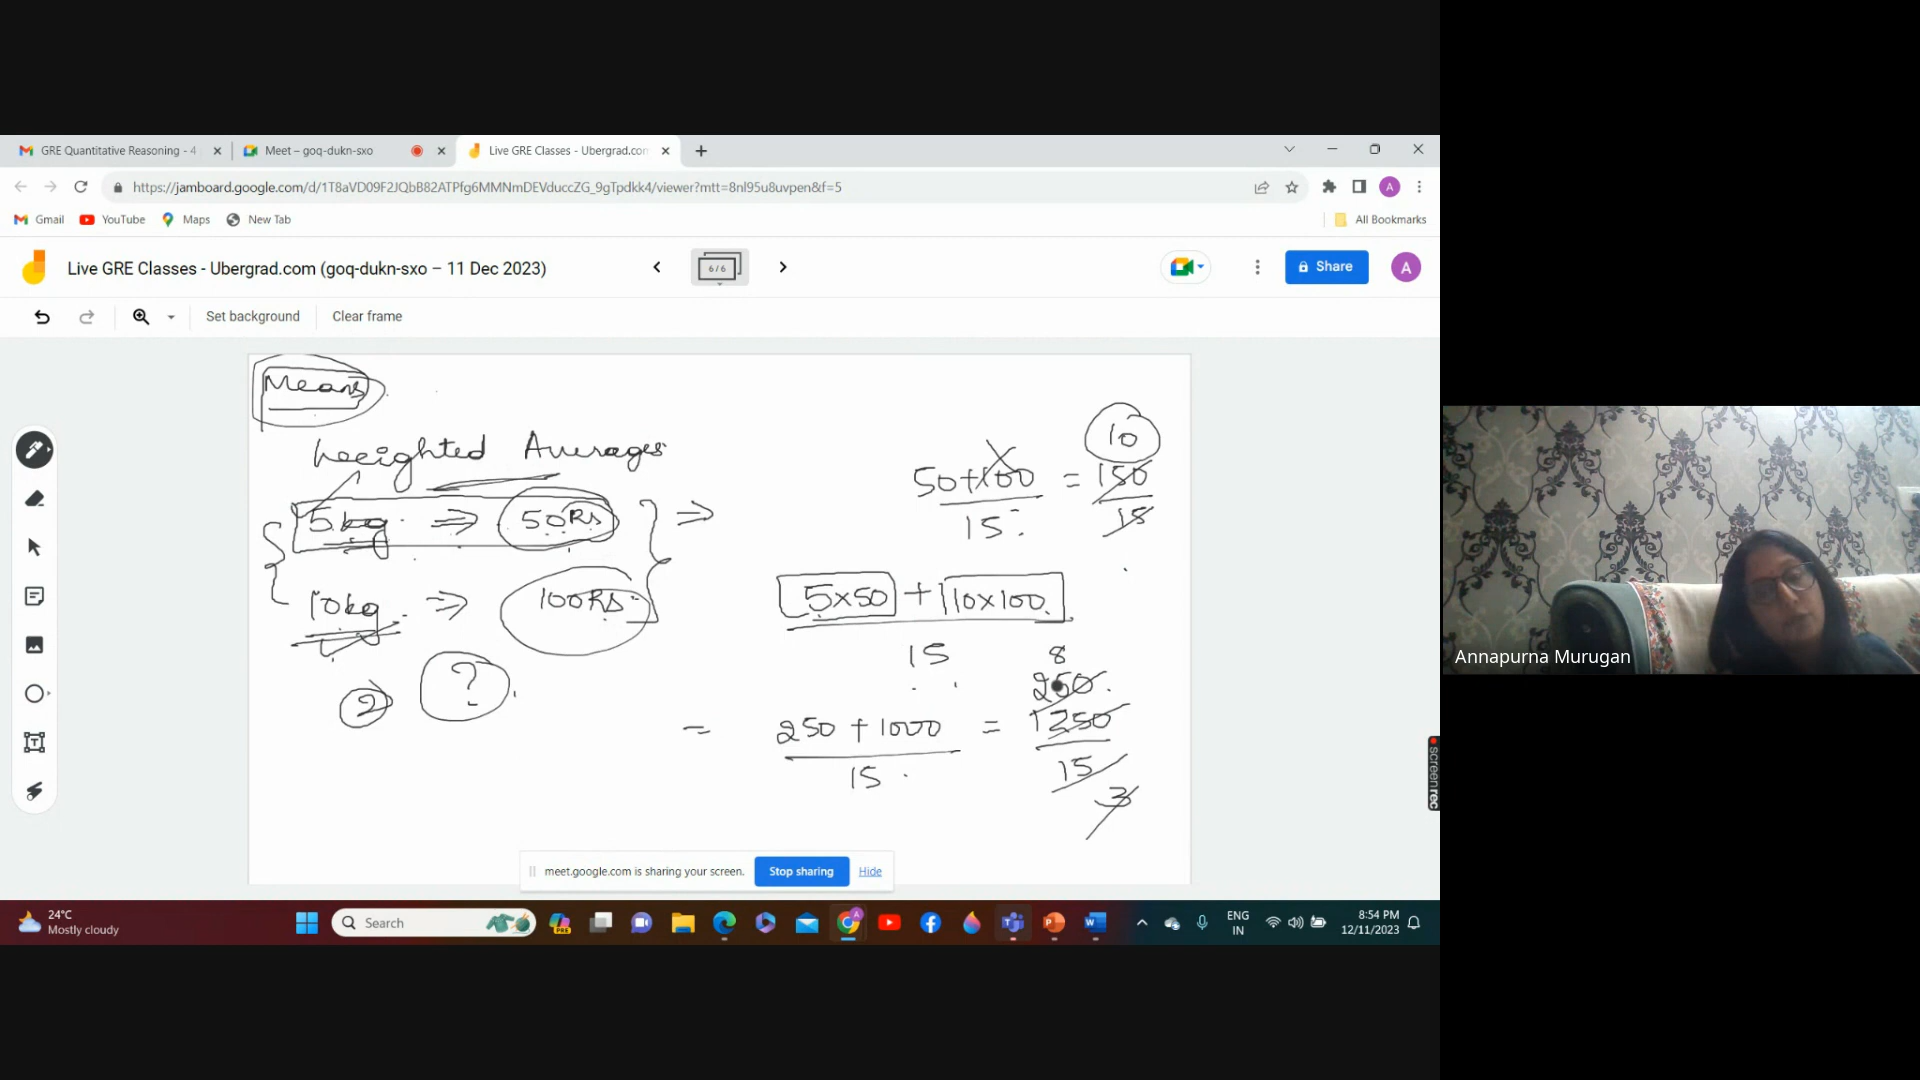 GRE Quantitative Reasoning - 4
Meet – goq-dukn-sxo
Live GRE Classes - Ubergrad.com
https://jamboard.google.com/d/1T8aVD09F2JQbB82ATPfg6MMNmDEVduccZG_9gTpdkk4/viewer?mtt=8nl95u8uvpen&f=5
A
Gmail
YouTube
Maps
New Tab
All Bookmarks
Live GRE Classes - Ubergrad.com (goq-dukn-sxo – 11 Dec 2023)
6/6
Share
A
Set background
Clear frame
Means
Weighted Averages
5kg ⇒ 50Rs ⇒
10kg ⇒ 100Rs
2 ?
10
50+100 = 150
15 15
5x50 + 10x100
15
8
250
= 250 + 1000 = 1250
15 15
3
Annapurna Murugan
screenrec
meet.google.com is sharing your screen.
Stop sharing
Hide
24°C
Mostly cloudy
Search
PRE
ENG
IN
8:54 PM
12/11/2023